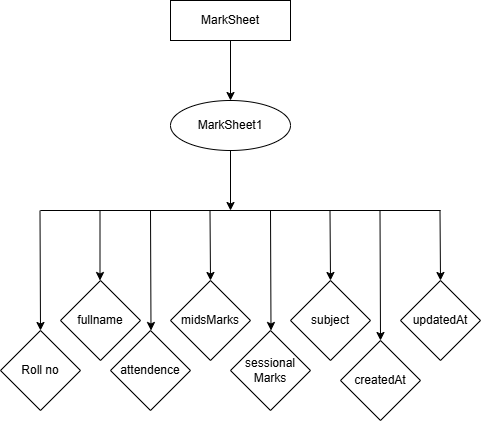 MarkSheet
MarkSheet1
fullname
midsMarks
subject
updatedAt
Roll no
attendence
sessional
Marks
createdAt